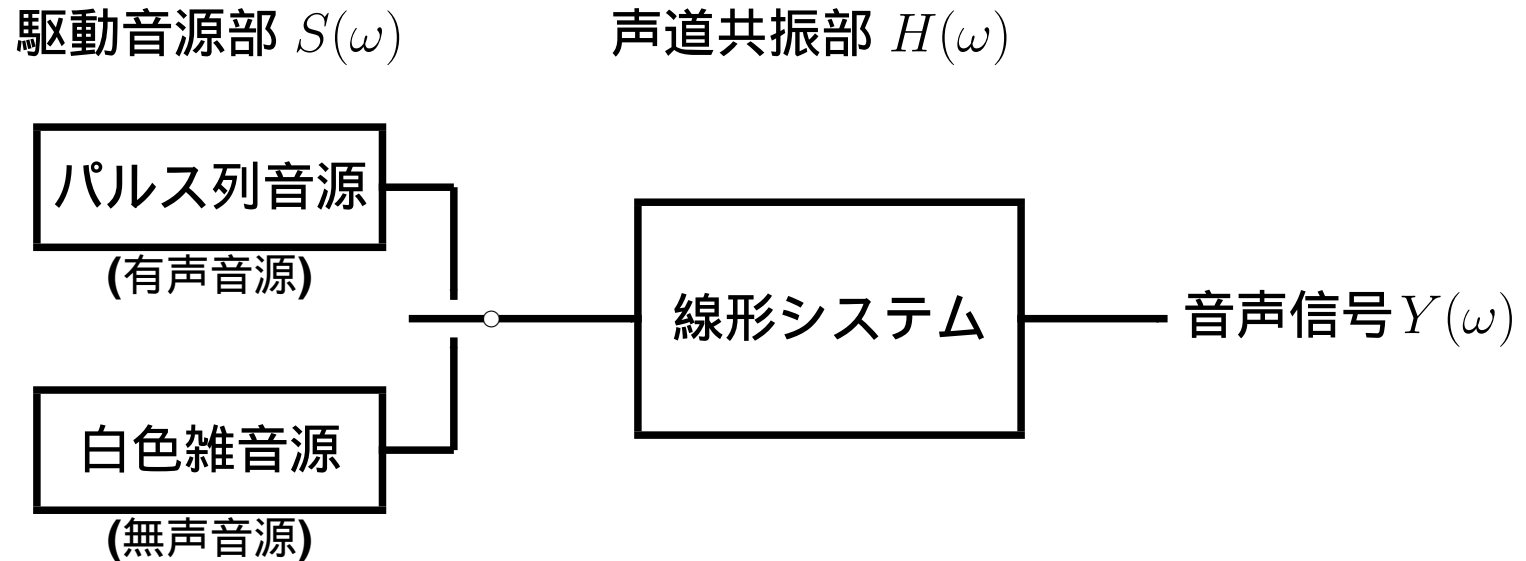 駆動音源部 S(ω)
声道共振部 H(ω)
パルス列音源
(有声音源)
線形システム
音声信号 Y(ω)
白色雑音源
(無声音源)